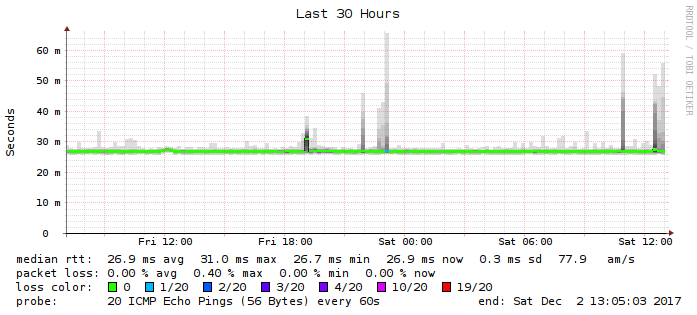 Last 30 Hours
RRDTOOL / TOBI OETIKER
Seconds
60 m
50 m
40 m
30 m
20 m
10 m
0
Fri 12:00 Fri 18:00 Sat 00:00 Sat 06:00 Sat 12:00
median rtt: 26.9 ms avg 31.0 ms max 26.7 ms min 26.9 ms now 0.3 ms sd 77.9 am/s
packet loss: 0.00 % avg 0.40 % max 0.00 % min 0.00 % now
loss color: 0 1/20 2/20 3/20 4/20 10/20 19/20
probe: 20 ICMP Echo Pings (56 Bytes) every 60s end: Sat Dec 2 13:05:03 2017